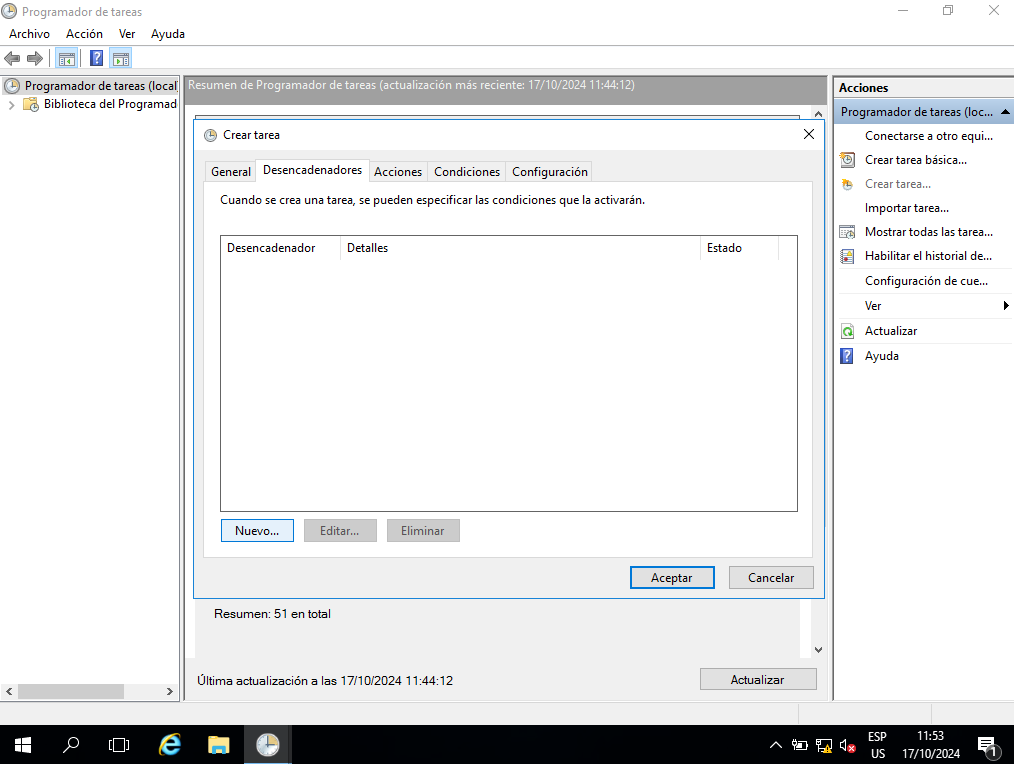 Programador de tareas
Archivo Acción Ver Ayuda
Programador de tareas (local
Biblioteca del Programad
Resumen de Programador de tareas (actualización más reciente: 17/10/2024 11:44:12)
Crear tarea
General Desencadenadores Acciones Condiciones Configuración
Cuando se crea una tarea, se pueden especificar las condiciones que la activarán.
Desencadenador Detalles Estado
Nuevo... Editar... Eliminar
Aceptar Cancelar
Resumen: 51 en total
Última actualización a las 17/10/2024 11:44:12 Actualizar
Acciones
Programador de tareas (loc...
Conectarse a otro equi...
Crear tarea básica...
Crear tarea...
Importar tarea...
Mostrar todas las tarea...
Habilitar el historial de...
Configuración de cue...
Ver
Actualizar
Ayuda
ESP
US
11:53
17/10/2024
1